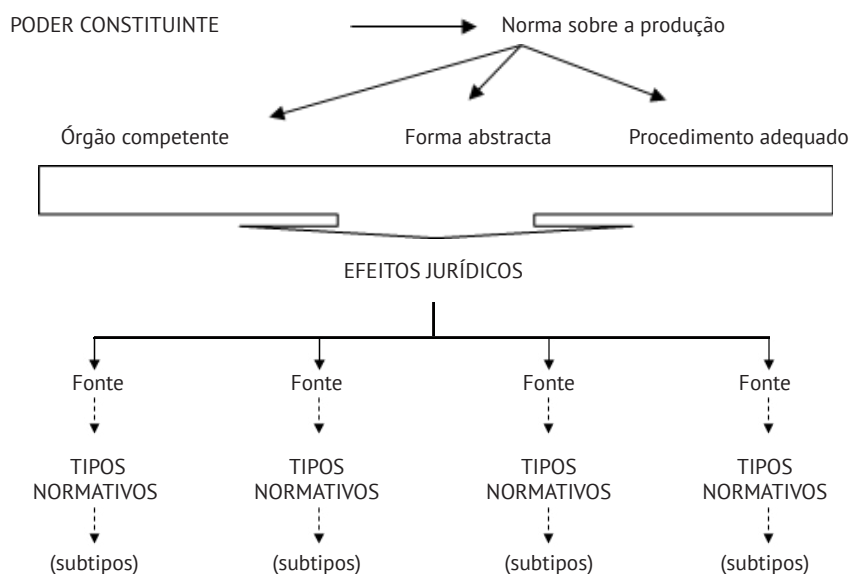 PODER CONSTITUINTE Norma sobre a produção
Órgão competente Forma abstracta Procedimento adequado
EFEITOS JURÍDICOS
Fonte Fonte Fonte Fonte
TIPOS TIPOS TIPOS TIPOS
NORMATIVOS NORMATIVOS NORMATIVOS NORMATIVOS
(subtipos) (subtipos) (subtipos) (subtipos)